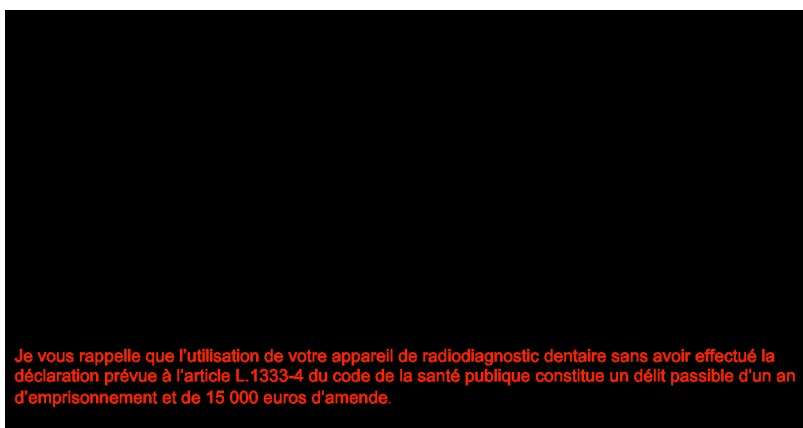 Je vous rappelle que l'utilisation de votre appareil de radiodiagnostic dentaire sans avoir effectué la
déclaration prévue à l'article L.1333-4 du code de la santé publique constitue un délit passible d'un an
d'emprisonnement et de 15 000 euros d'amende.